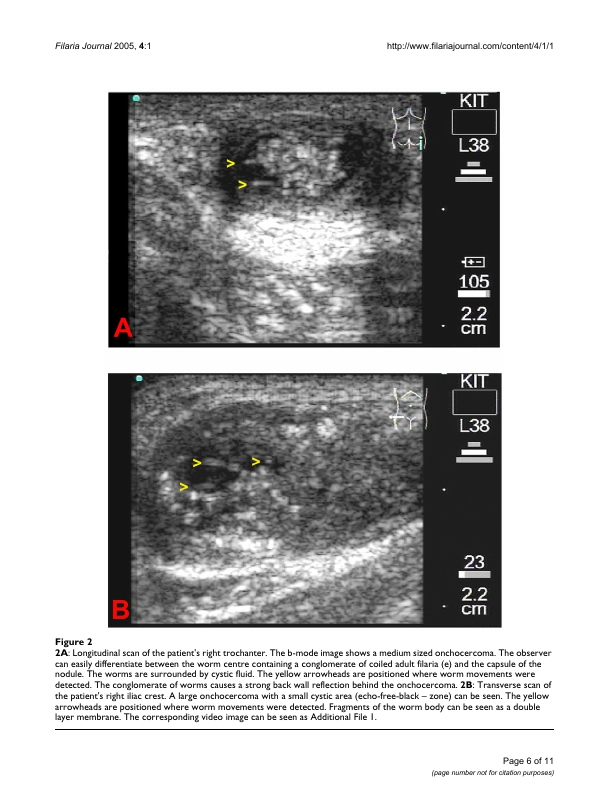 Filaria Journal 2005, 4:1
http://www.filariajournal.com/content/4/1/1
KIT
L38
105
2.2
cm
A
KIT
L38
23
2.2
cm
B
Figure 2
2A: Longitudinal scan of the patient's right trochanter. The b-mode image shows a medium sized onchocercoma. The observer
can easily differentiate between the worm centre containing a conglomerate of coiled adult filaria (e) and the capsule of the
nodule. The worms are surrounded by cystic fluid. The yellow arrowheads are positioned where worm movements were
detected. The conglomerate of worms causes a strong back wall reflection behind the onchocercoma. 2B: Transverse scan of
the patient's right iliac crest. A large onchocercoma with a small cystic area (echo-free-black – zone) can be seen. The yellow
arrowheads are positioned where worm movements were detected. Fragments of the worm body can be seen as a double
layer membrane. The corresponding video image can be seen as Additional File 1.
Page 6 of 11
(page number not for citation purposes)